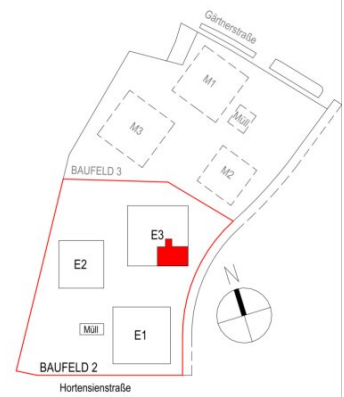 Gärtnerstraße
M1
Müll
M3
M2
BAUFELD 3
E3
E2
N
Müll
E1
BAUFELD 2
Hortensienstraße